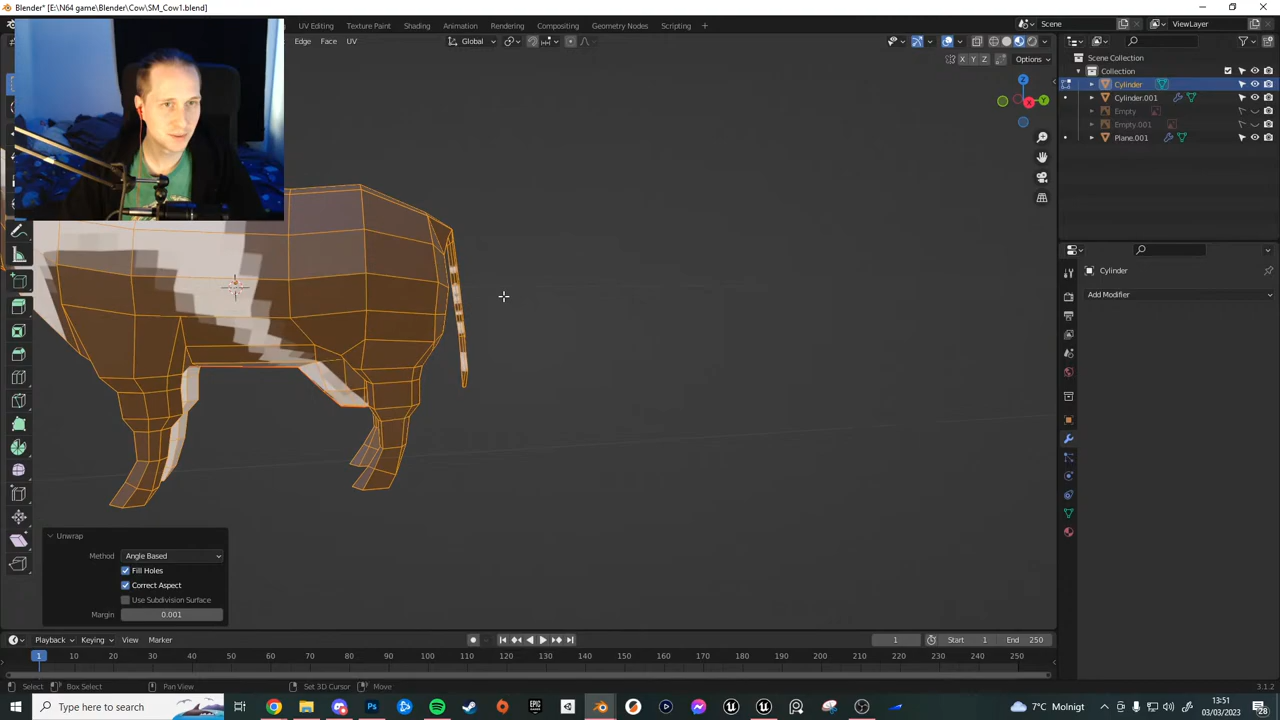 Blender* [E:\N64 game\Blender\Cow\SM_Cow1.blend]
UV Editing Texture Paint Shading Animation Rendering Compositing Geometry Nodes Scripting +
Scene ViewLayer
Edge Face UV Global
Options
X Y Z
Scene Collection
Collection
Cylinder
Cylinder.001
Empty
Empty.001
Plane.001
Z
Y
X
Cylinder
Add Modifier
Unwrap
Method Angle Based
Fill Holes
Correct Aspect
Use Subdivision Surface
Margin 0.001
Playback Keying View Marker
1 Start 1 End 250
1 10 20 30 40 50 60 70 80 90 100 110 120 130 140 150 160 170 180 190 200 210 220 230 240 250
Select Box Select Pan View Set 3D Cursor Move 3.1.2
Type here to search
7°C Mulet
13:51
03/03/2023